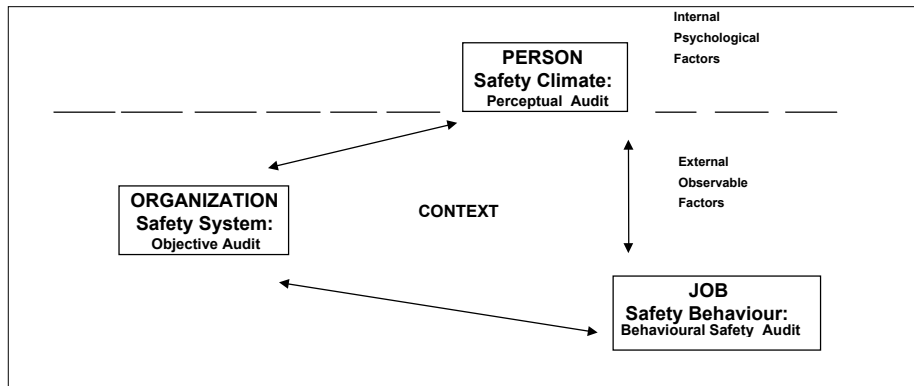 Internal
Psychological
Factors
PERSON
Safety Climate:
Perceptual Audit
External
Observable
Factors
ORGANIZATION
Safety System:
Objective Audit
CONTEXT
JOB
Safety Behaviour:
Behavioural Safety Audit